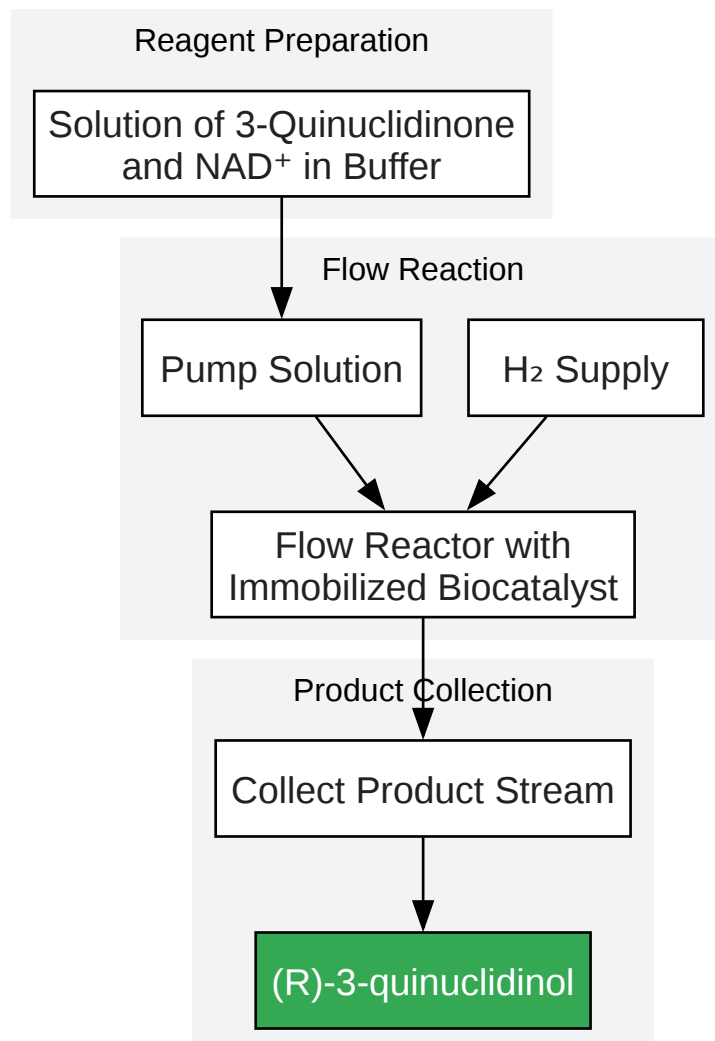 Reagent Preparation
Solution of 3-Quinuclidinone
and NAD⁺ in Buffer
Flow Reaction
Pump Solution
H₂ Supply
Flow Reactor with
Immobilized Biocatalyst
Product Collection
Collect Product Stream
(R)-3-quinuclidinol